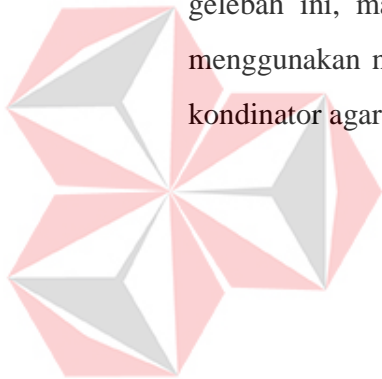 gelebah ini, ma
menggunakan m
kondinator agar